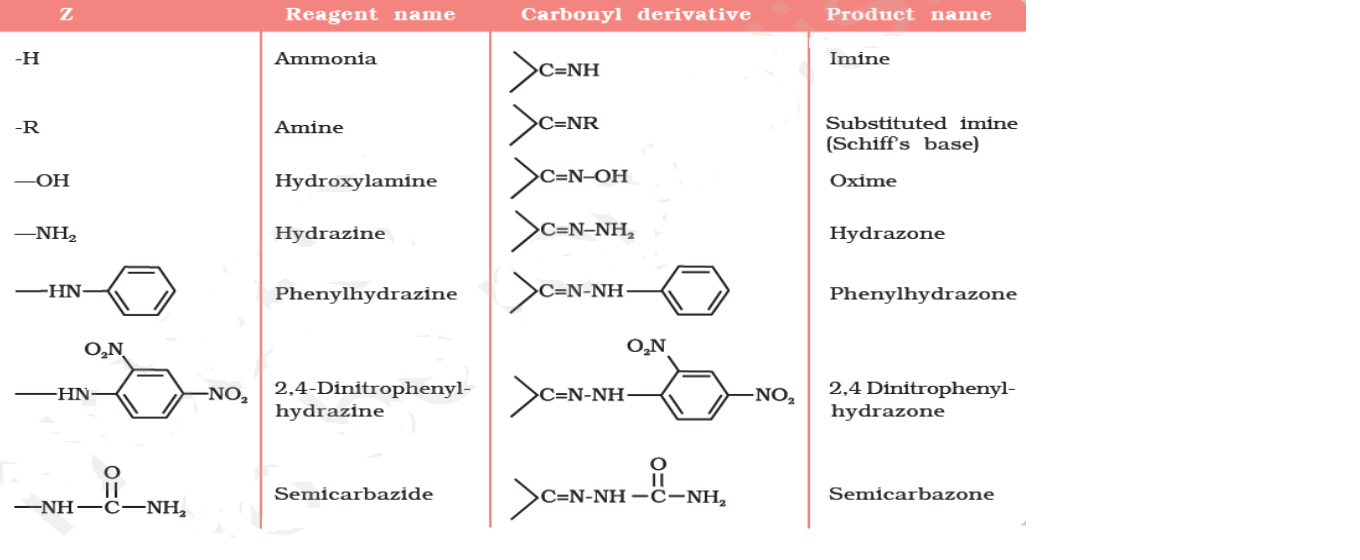 Z Reagent name Carbonyl derivative Product name
-H Ammonia C=NH Imine
-R Amine C=NR Substituted imine
(Schiff's base)
—OH Hydroxylamine C=N–OH Oxime
—NH₂ Hydrazine C=N–NH₂ Hydrazone
—HN— Phenylhydrazine C=N-NH— Phenylhydrazone
O₂N O₂N
—HN— —NO₂ 2,4-Dinitrophenyl- C=N-NH— —NO₂ 2,4 Dinitrophenyl-
hydrazine hydrazone
O O
—NH—C—NH₂ Semicarbazide C=N-NH—C—NH₂ Semicarbazone